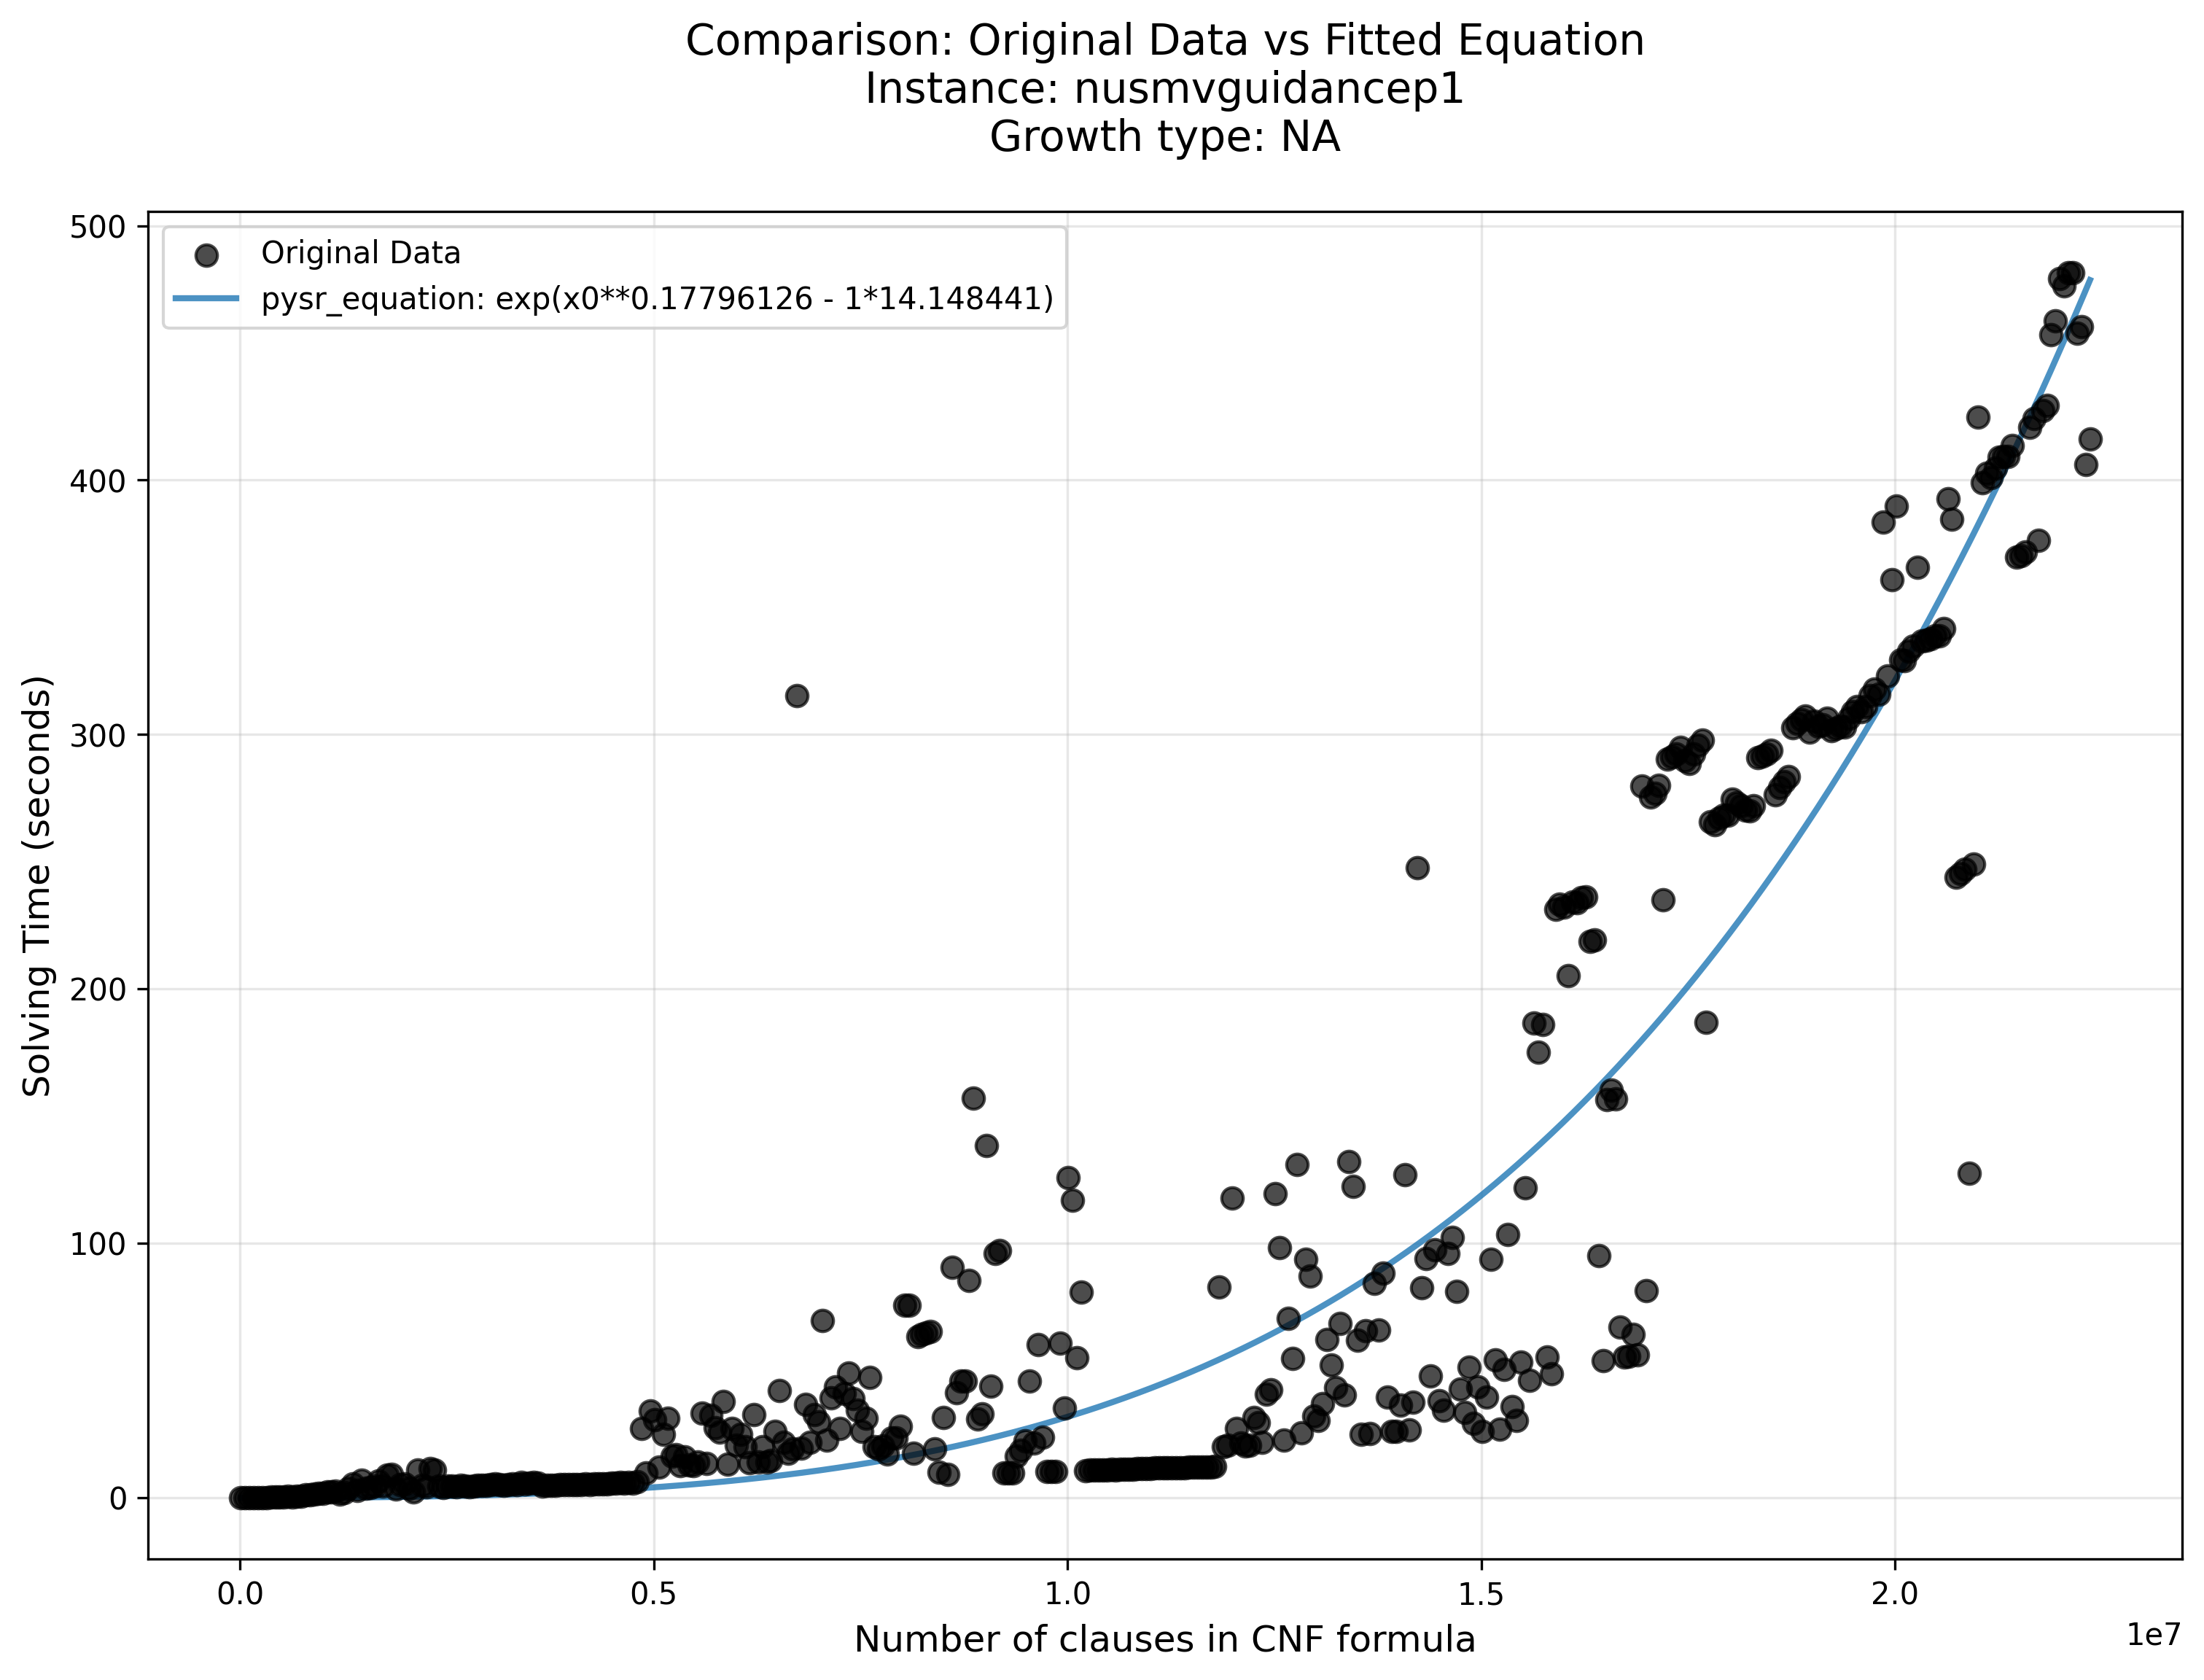 Comparison: Original Data vs Fitted Equation
Instance: nusmvguidancep1
Growth type: NA
Original Data
pysr_equation: exp(x0**0.17796126 - 1*14.148441)
500
400
300
200
100
0
Solving Time (seconds)
0.0
0.5
1.0
1.5
2.0
1e7
Number of clauses in CNF formula